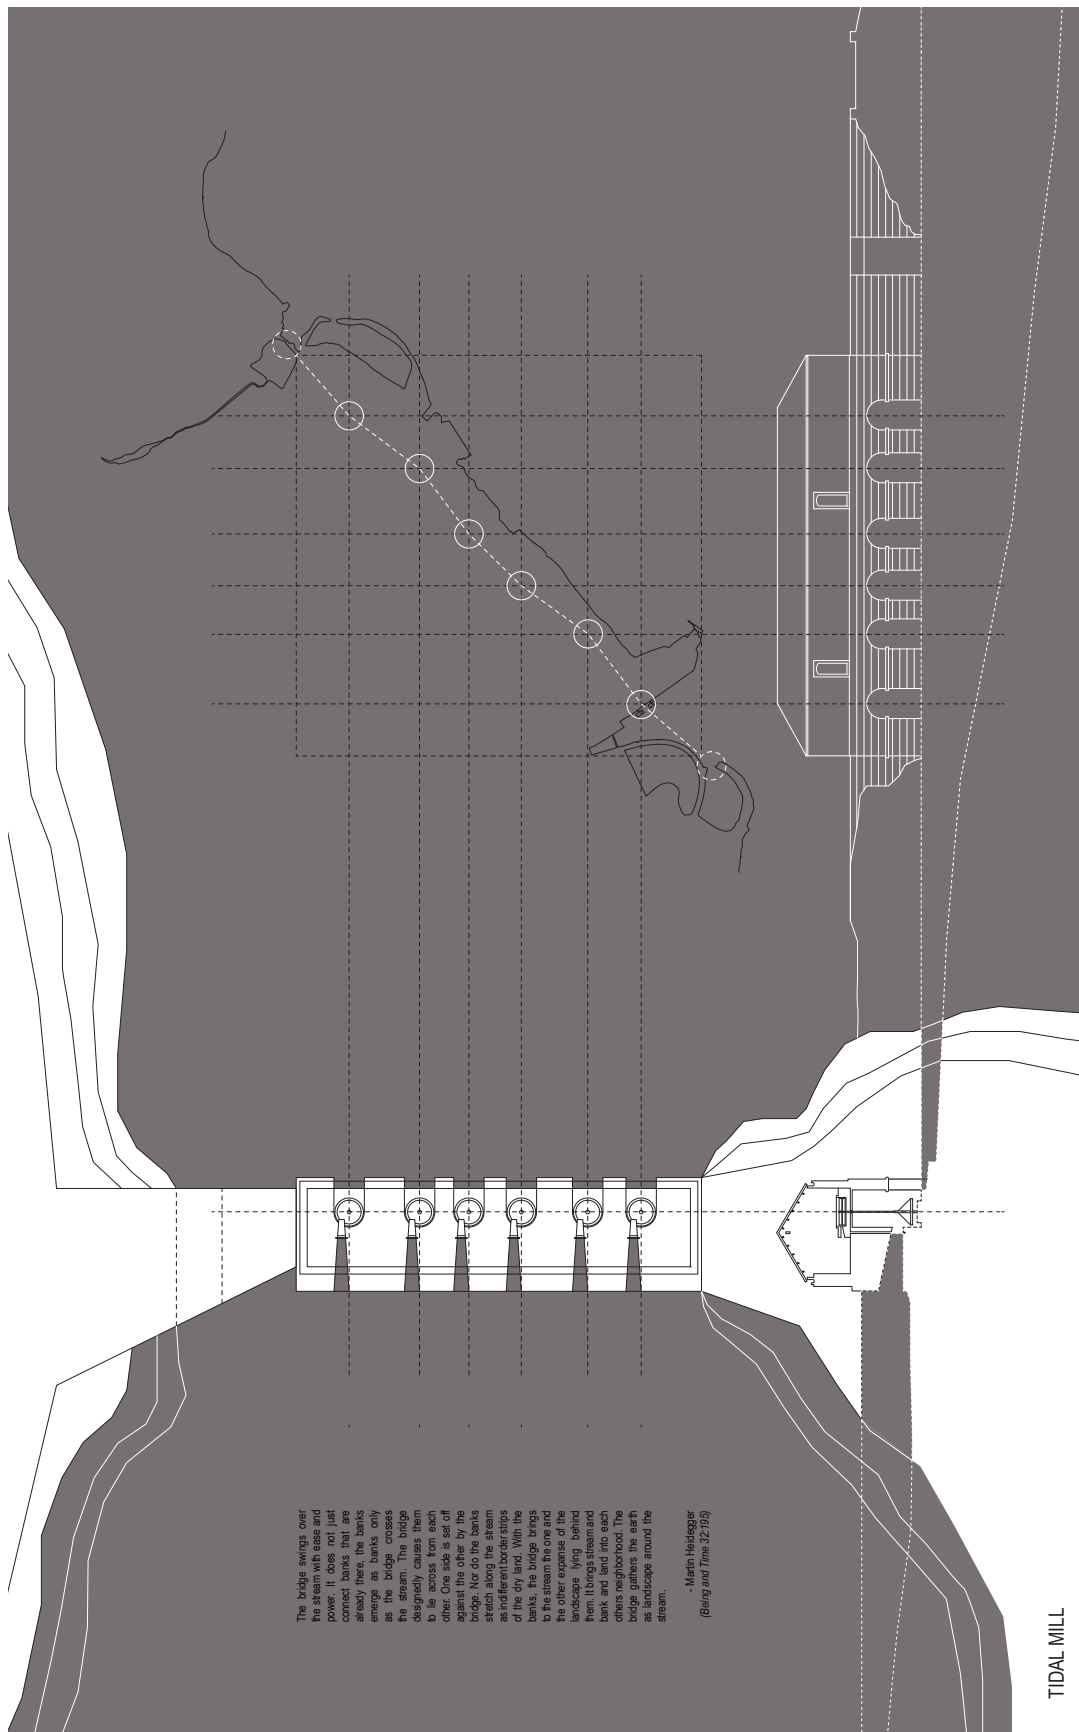 The bridge swings over
the stream with ease and
power. It does not just
connect banks that are
already there, the banks
emerge as banks only
as the bridge crosses
the stream. The bridge
designedly causes them
to lie across from each
other. One side is set off
against the other by the
bridge. Nor do the banks
stretch along the stream
as indifferent border strips
of the dry land. With the
banks, the bridge brings
to the stream the one and
the other expanse of the
landscape lying behind
them. It brings stream and
bank and land into each
others neighborhood. The
bridge gathers the earth
as landscape around the
stream.
- Martin Heidegger
(Being and Time 32:195)
TIDAL MILL